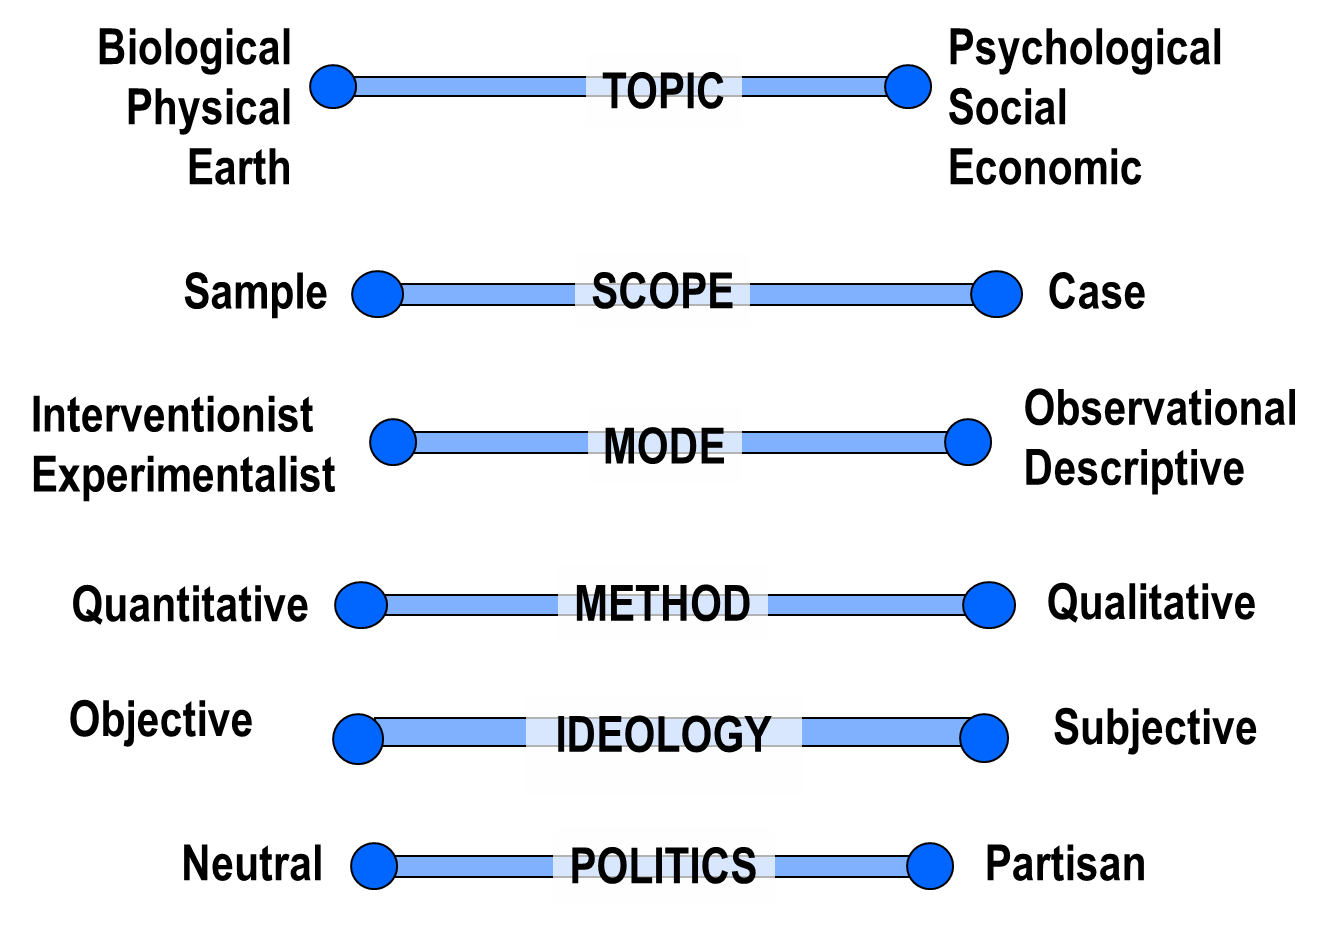 Biological
Physical
Earth
TOPIC
Psychological
Social
Economic
Sample
SCOPE
Case
Interventionist
Experimentalist
MODE
Observational
Descriptive
Quantitative
METHOD
Qualitative
Objective
IDEOLOGY
Subjective
Neutral
POLITICS
Partisan